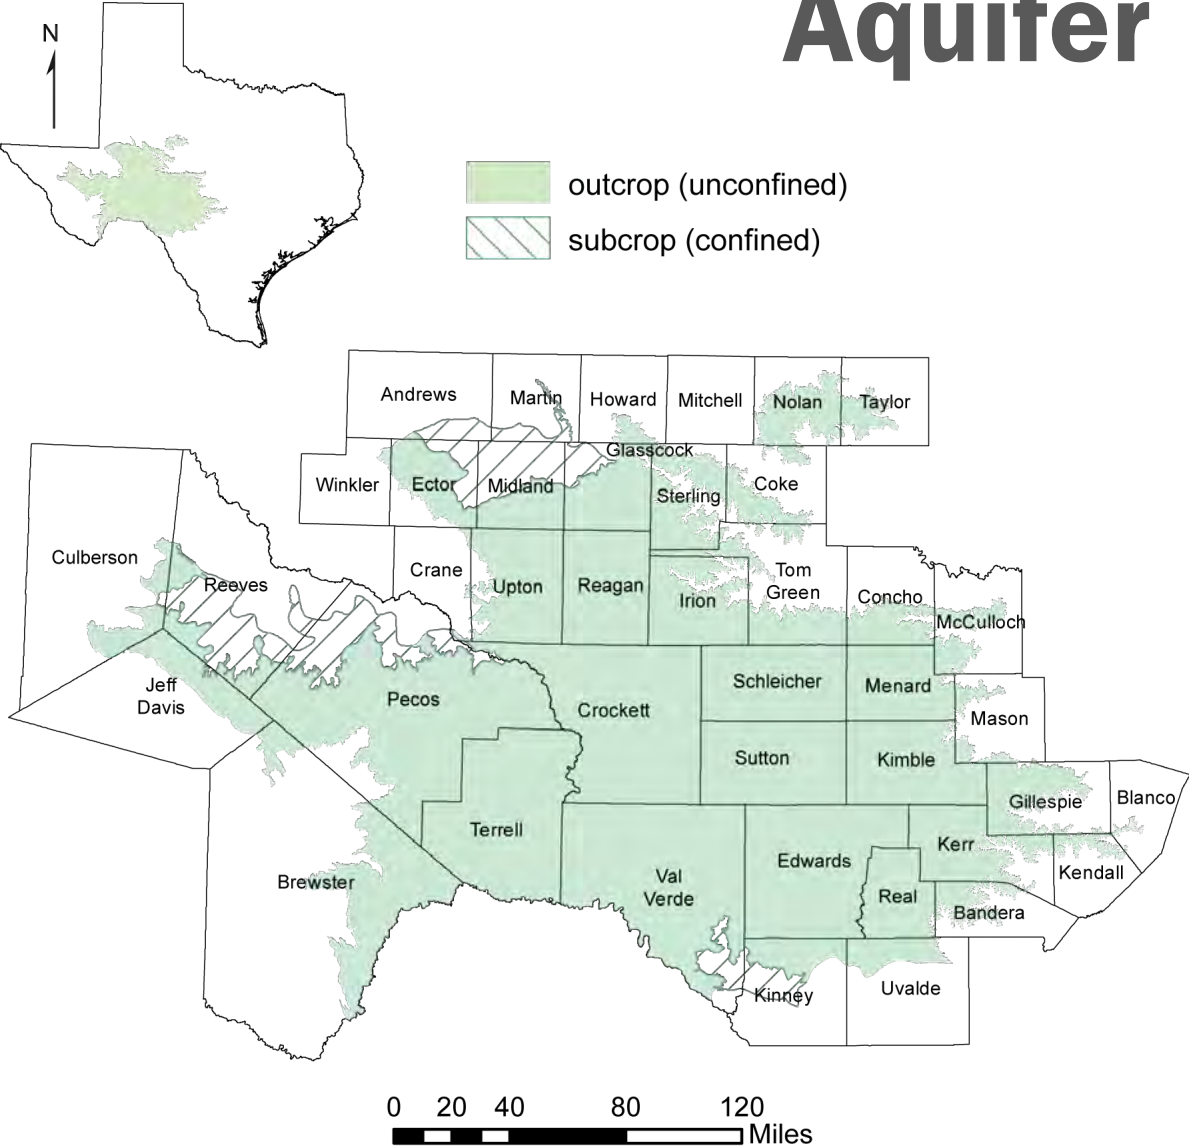 Aquifer
N
outcrop (unconfined)
subcrop (confined)
Andrews
Martin
Howard
Mitchell
Nolan
Taylor
Glasscock
Winkler
Ector
Midland
Sterling
Coke
Culberson
Reeves
Crane
Upton
Reagan
Irion
Tom
Green
Concho
McCulloch
Jeff
Davis
Pecos
Crockett
Schleicher
Menard
Mason
Sutton
Kimble
Terrell
Gillespie
Blanco
Brewster
Val
Verde
Edwards
Kerr
Real
Kendall
Bandera
Kinney
Uvalde
0 20 40 80 120
Miles